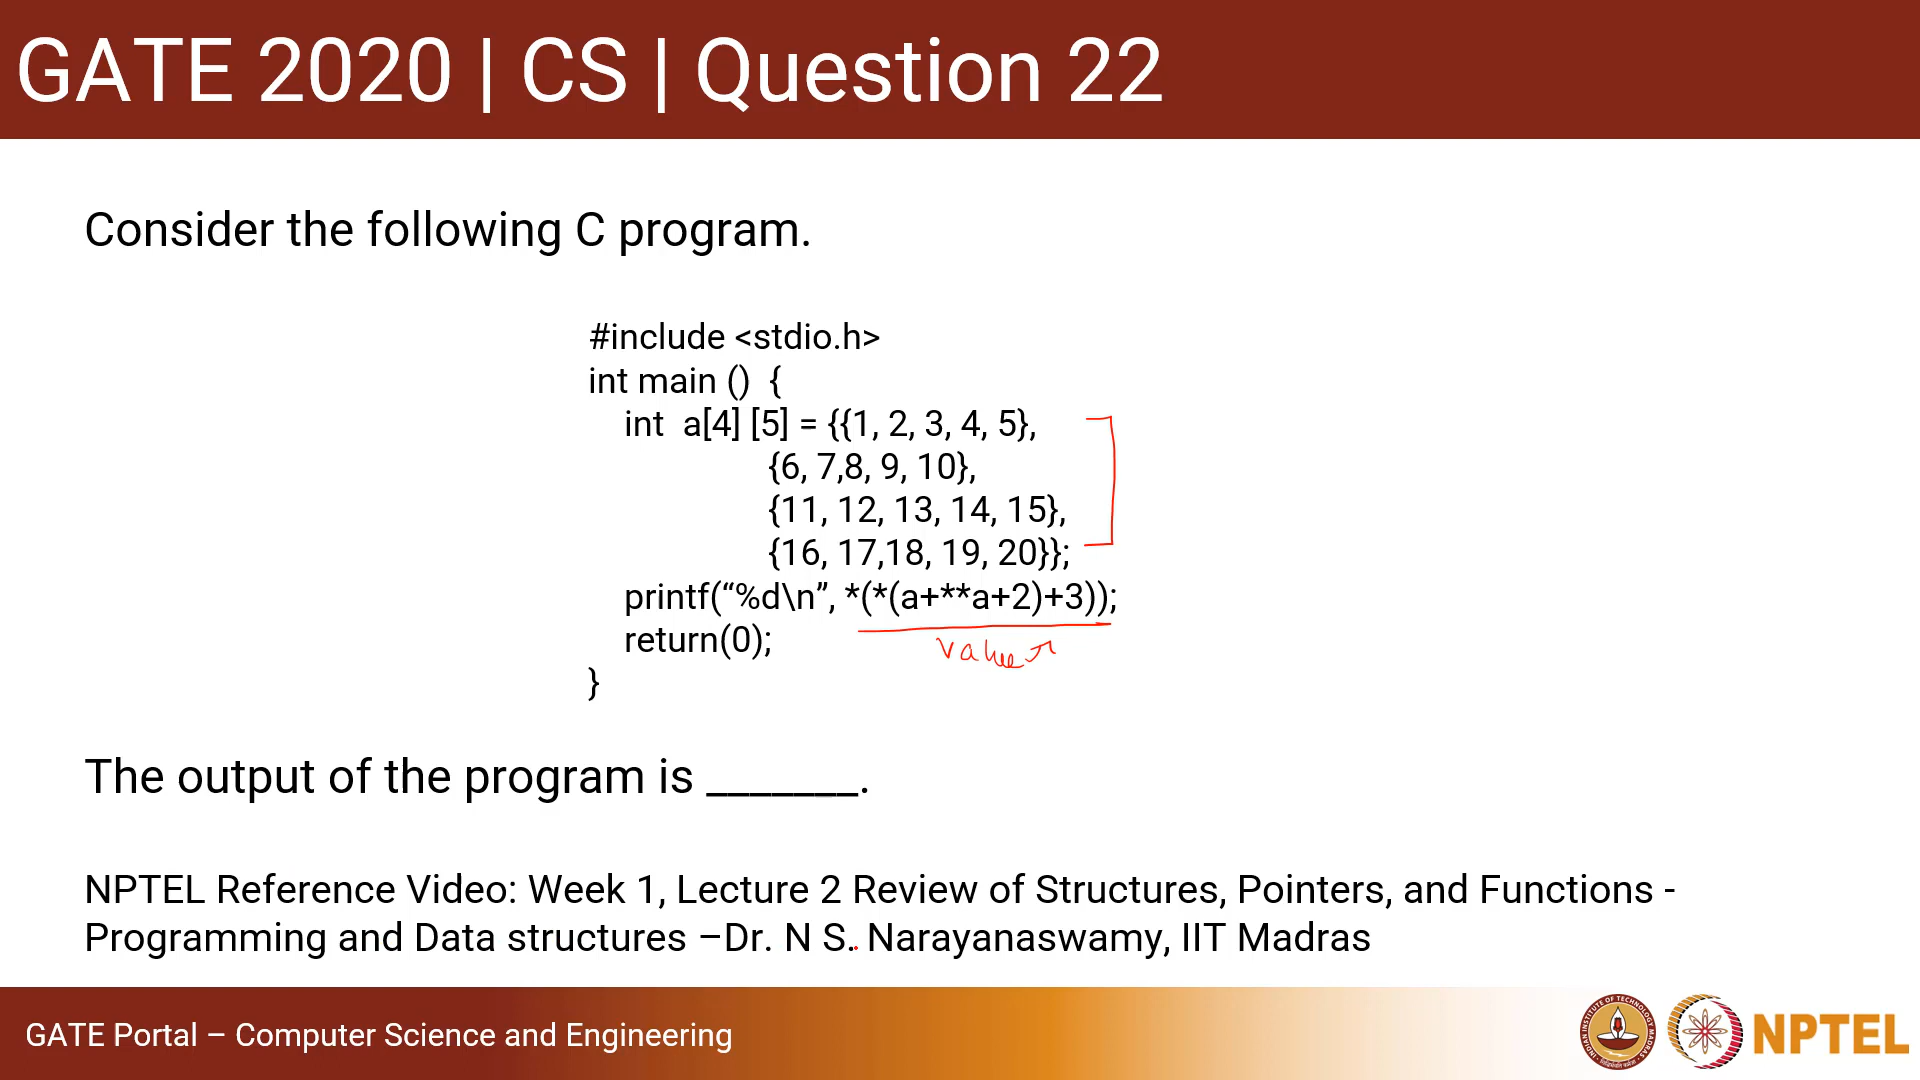 GATE 2020 | CS | Question 22
Consider the following C program.
#include <stdio.h>
int main () {
int a[4] [5] = {{1, 2, 3, 4, 5},
{6, 7,8, 9, 10},
{11, 12, 13, 14, 15},
{16, 17,18, 19, 20}};
printf(“%d\n”, *(*(a+**a+2)+3));
return(0);
value
}
The output of the program is _______.
NPTEL Reference Video: Week 1, Lecture 2 Review of Structures, Pointers, and Functions -
Programming and Data structures –Dr. N S. Narayanaswamy, IIT Madras
GATE Portal – Computer Science and Engineering
NPTEL